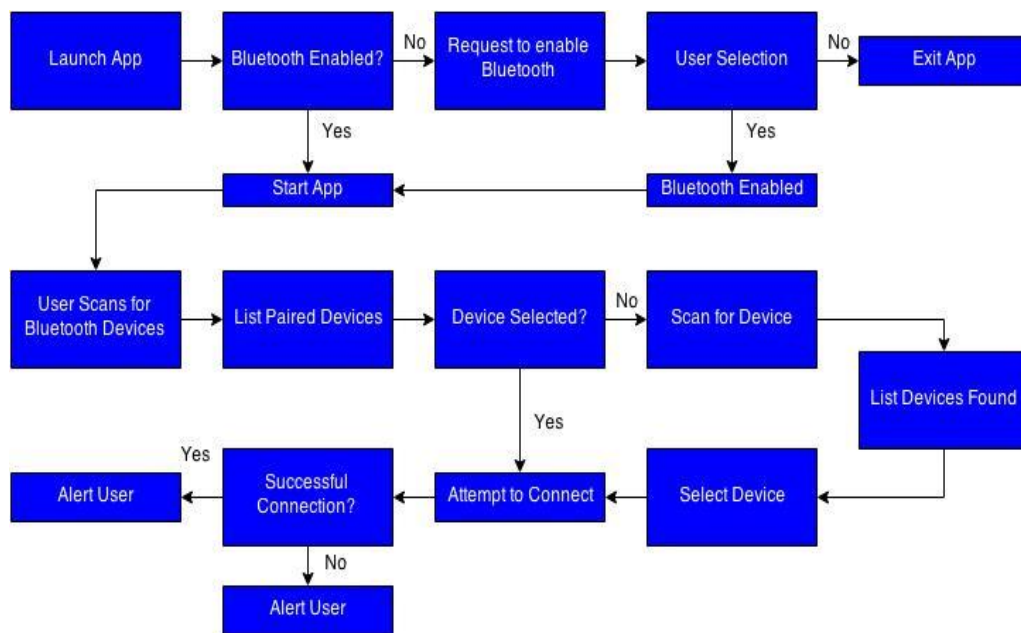 Launch App
Bluetooth Enabled?
No
Request to enable
Bluetooth
User Selection
No
Exit App
Yes
Yes
Start App
Bluetooth Enabled
User Scans for
Bluetooth Devices
List Paired Devices
Device Selected?
No
Scan for Device
List Devices Found
Yes
Yes
Alert User
Successful
Connection?
Attempt to Connect
Select Device
No
Alert User